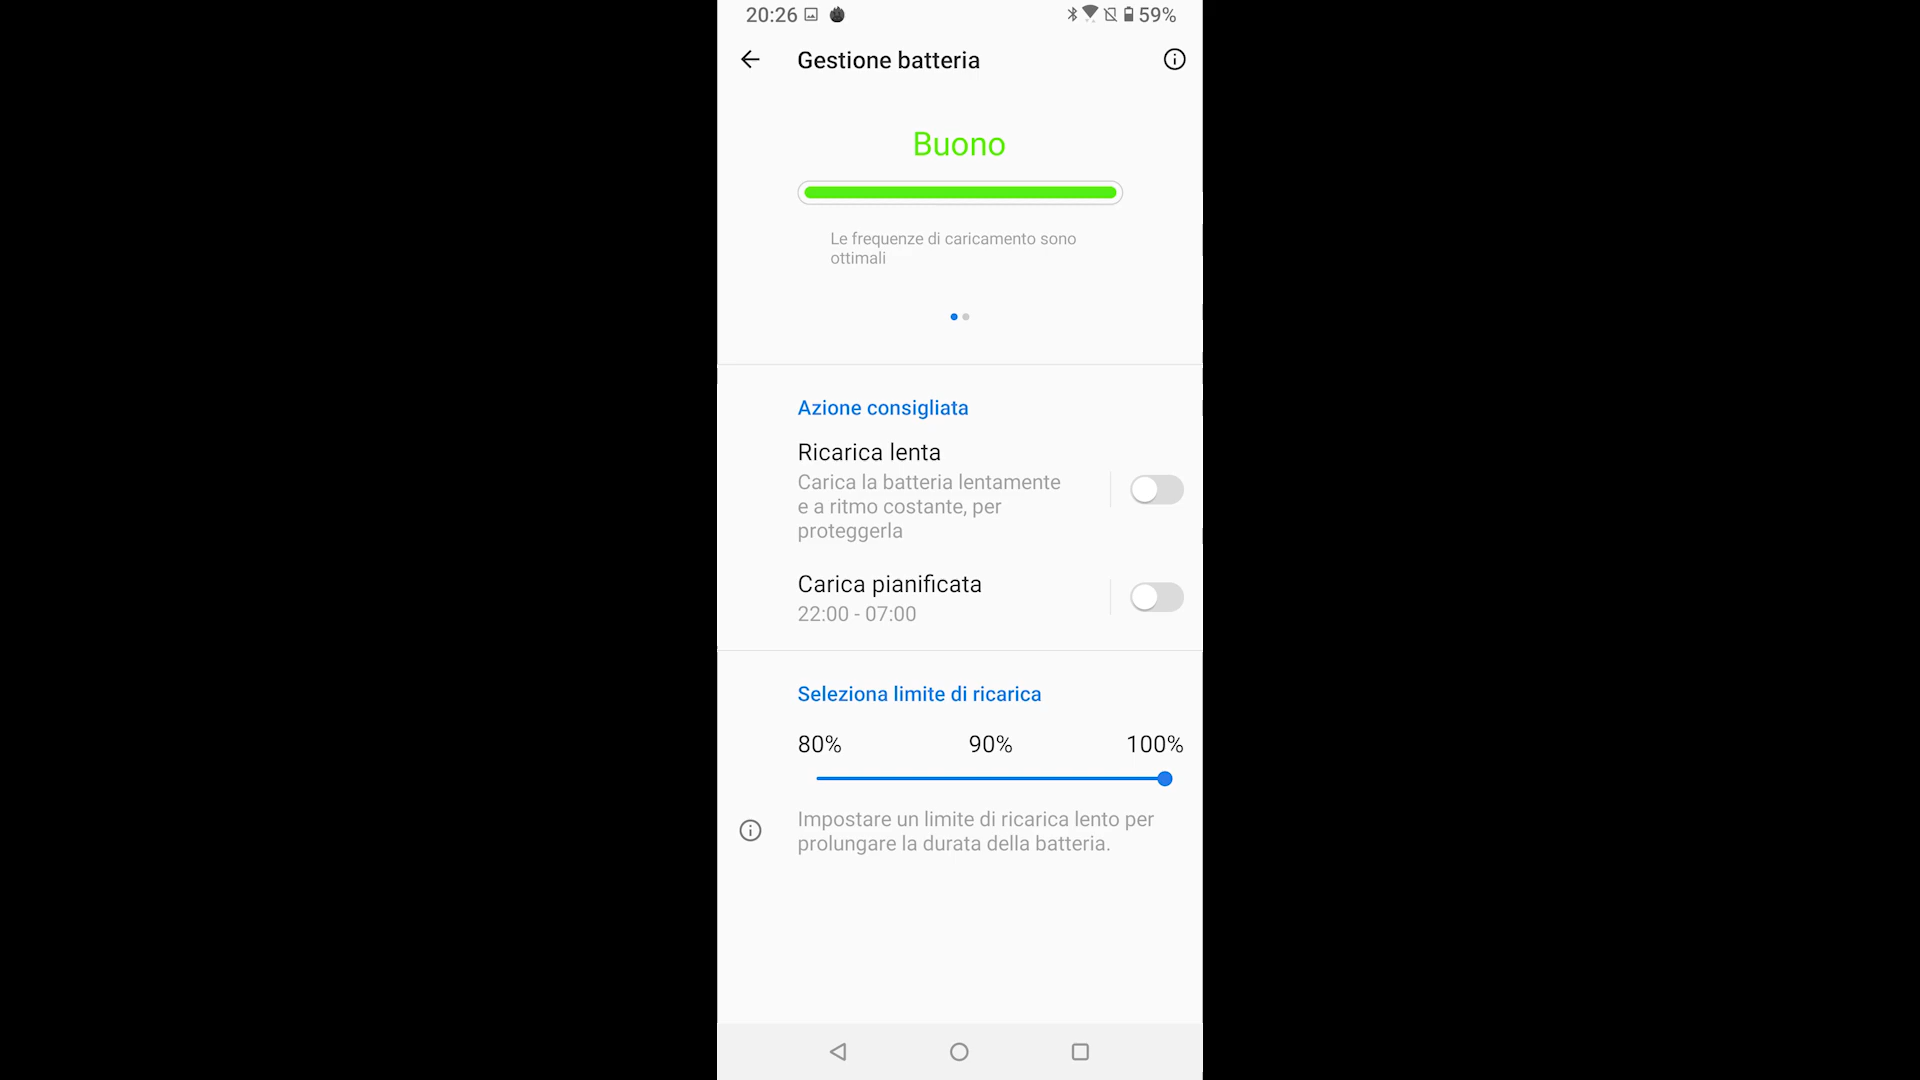 20:26 59%
Gestione batteria
Buono
Le frequenze di caricamento sono
ottimali
Azione consigliata
Ricarica lenta
Carica la batteria lentamente
e a ritmo costante, per
proteggerla
Carica pianificata
22:00 - 07:00
Seleziona limite di ricarica
80% 90% 100%
Impostare un limite di ricarica lento per
prolungare la durata della batteria.